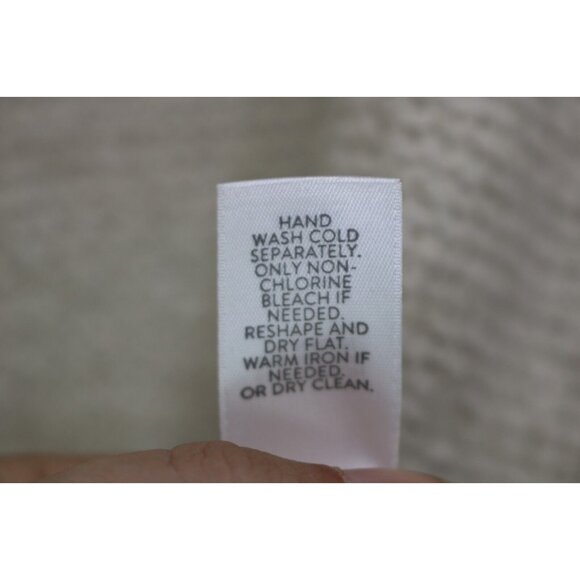 HAND
WASH COLD
SEPARATELY.
ONLY NON-
CHLORINE
BLEACH IF
NEEDED.
RESHAPE AND
DRY FLAT.
WARM IRON IF
NEEDED.
OR DRY CLEAN.